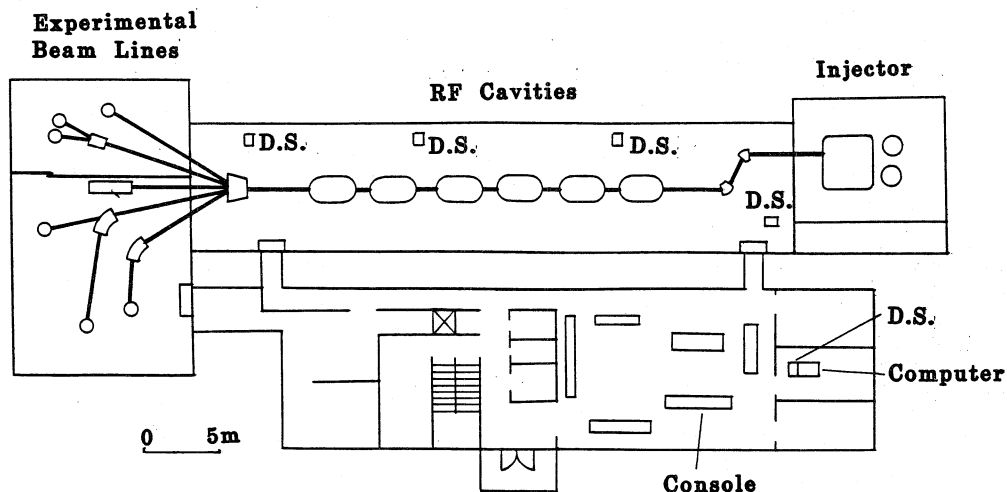 Experimental
Beam Lines
RF Cavities
Injector
D.S.
D.S.
D.S.
D.S.
D.S.
Computer
0 5m
Console